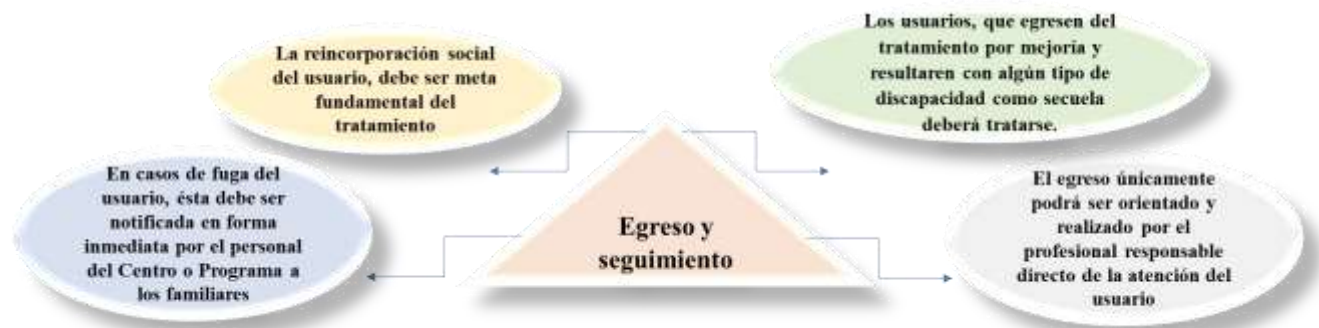 La reincorporación social
del usuario, debe ser meta
fundamental del
tratamiento
Los usuarios, que egresen del
tratamiento por mejoría y
resultaren con algún tipo de
discapacidad como secuela
deberá tratarse.
En casos de fuga del
usuario, ésta debe ser
notificada en forma
inmediata por el personal
del Centro o Programa a
los familiares
Egreso y
seguimiento
El egreso únicamente
podrá ser orientado y
realizado por el
profesional responsable
directo de la atención del
usuario